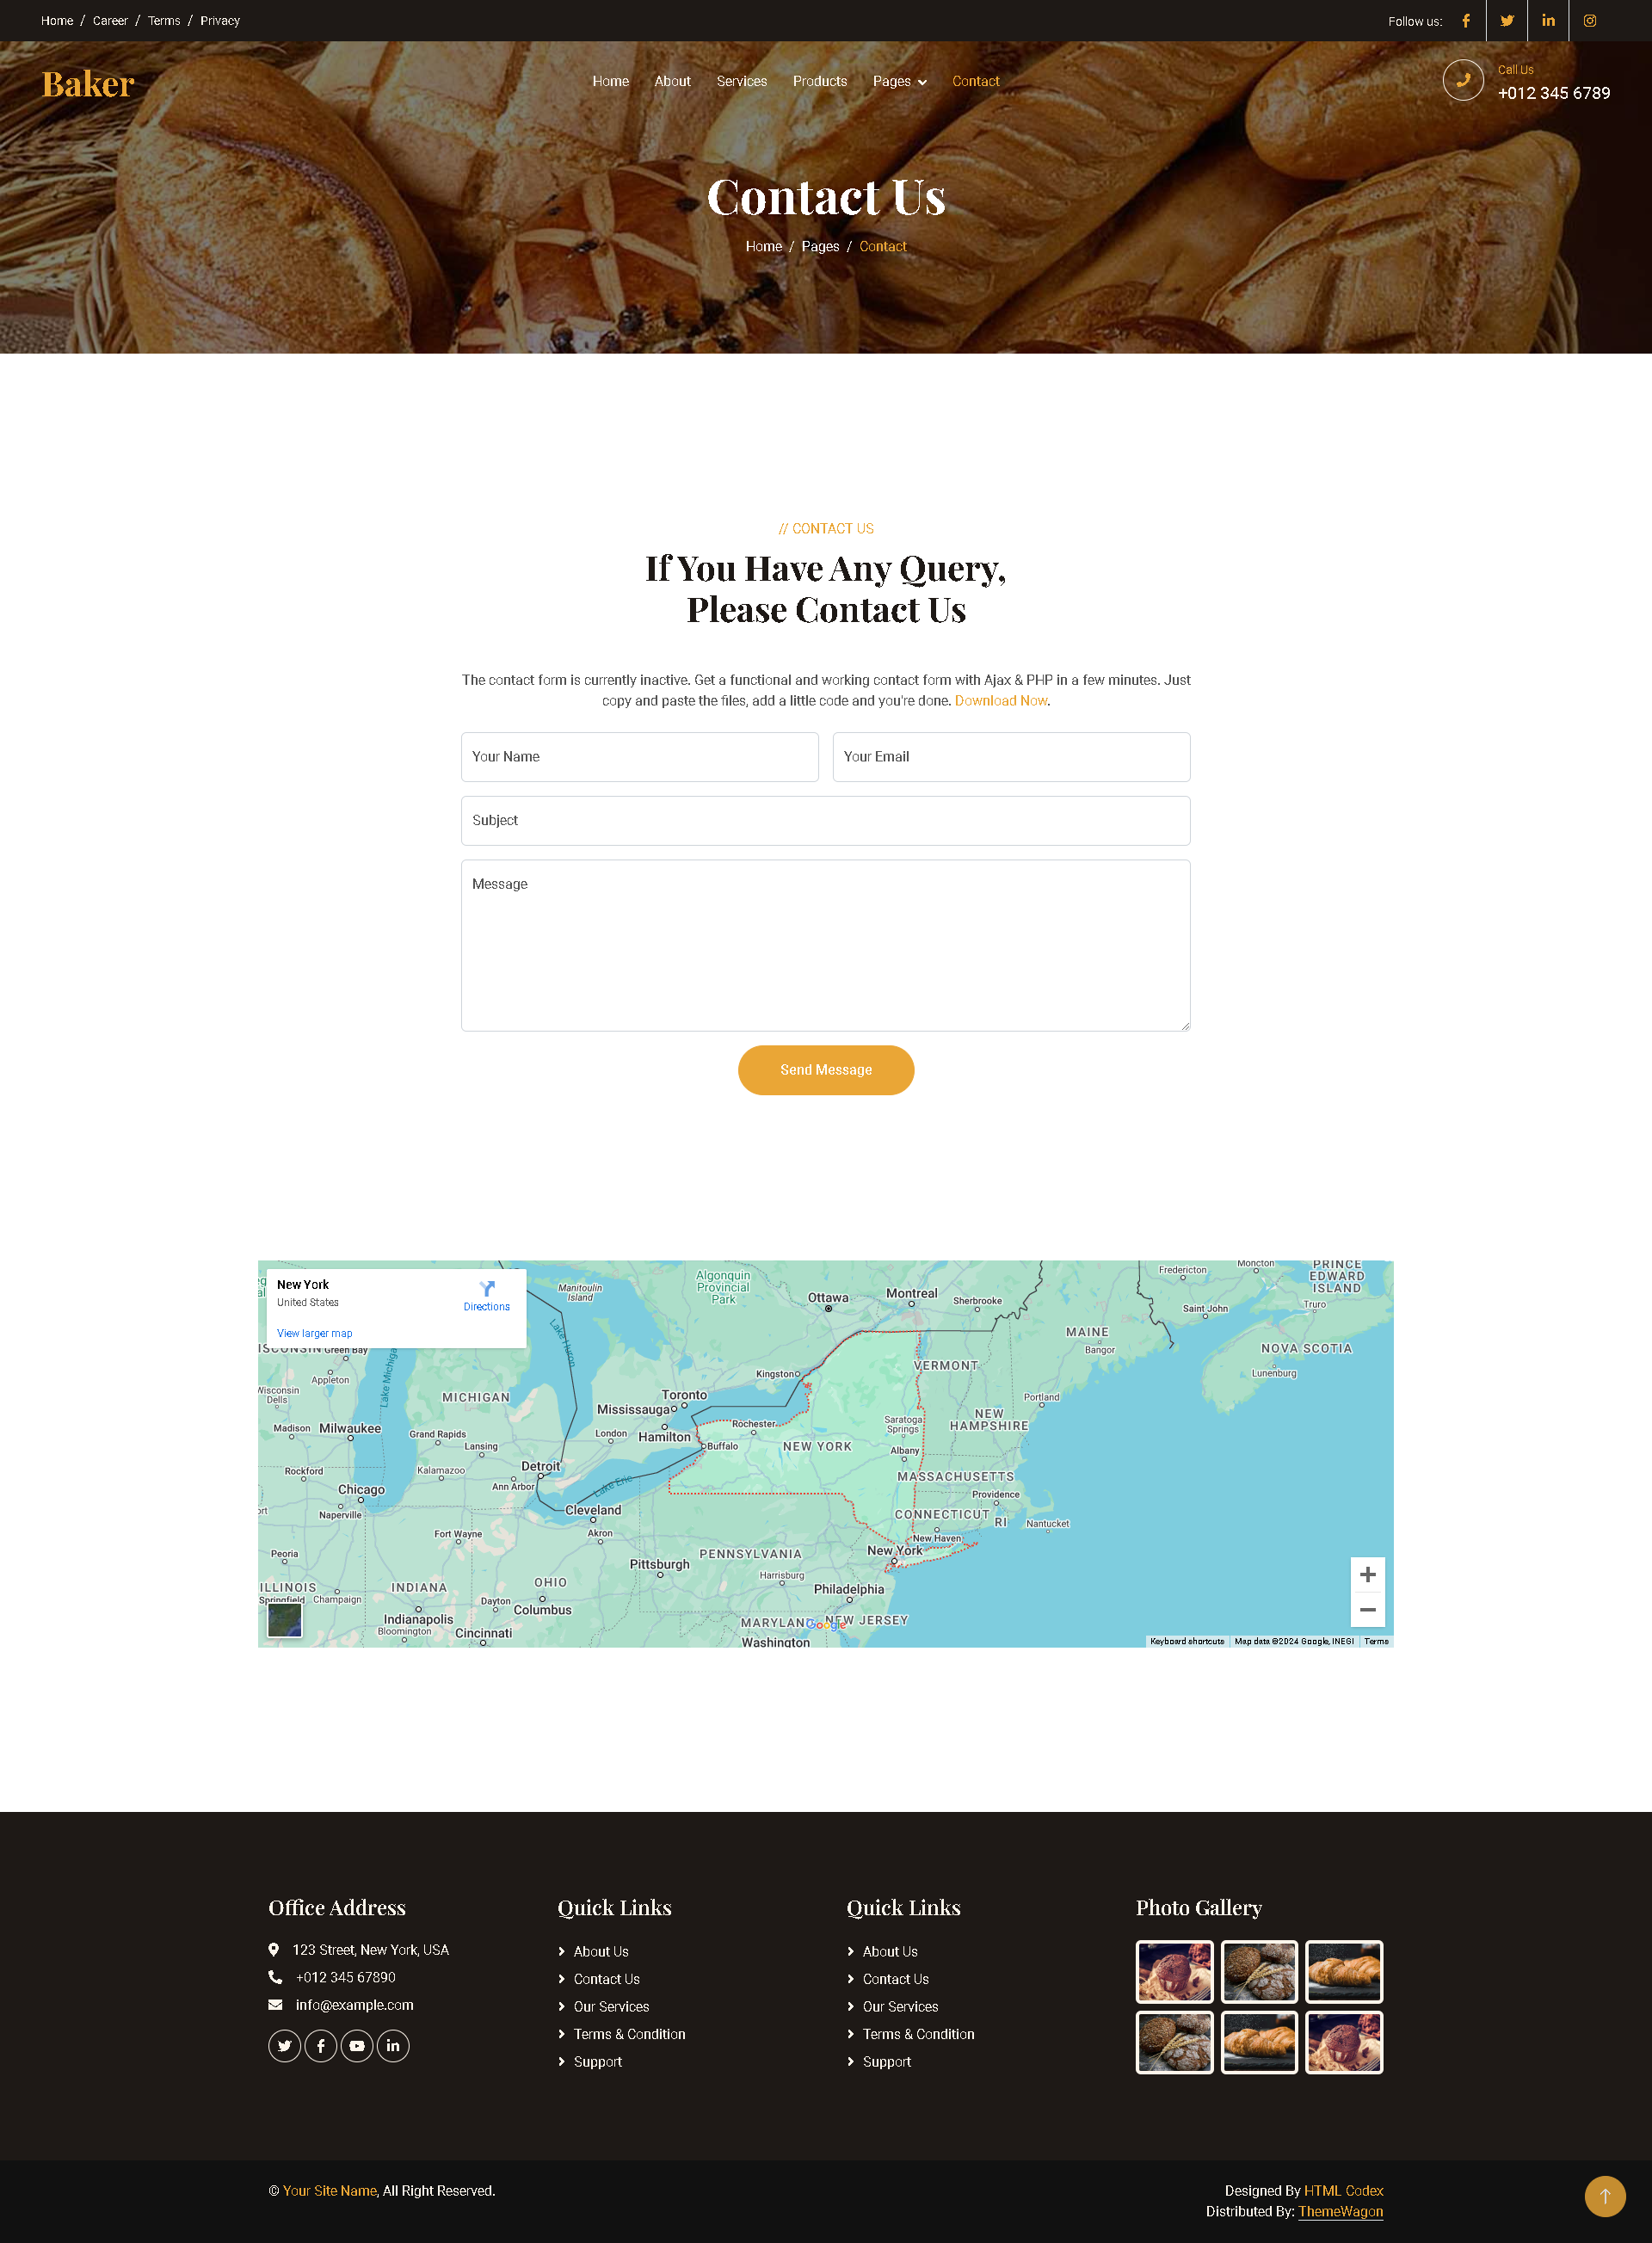 Home / Career / Terms / Privacy
Follow us:
Baker
Home About Services Products Pages Contact
Call Us
+012 345 6789
Contact Us
Home / Pages / Contact
// CONTACT US
If You Have Any Query,
Please Contact Us
The contact form is currently inactive. Get a functional and working contact form with Ajax & PHP in a few minutes. Just
copy and paste the files, add a little code and you're done. Download Now.
Your Name
Your Email
Subject
Message
Send Message
New York
United States
Directions
View larger map
Manitoulin
Island
Algonquin
Provincial
Park
Ottawa
Montreal
Sherbrooke
Fredericton
Moncton
PRINCE
EDWARD
ISLAND
Saint John
Truro
Lake Huron
MAINE
Bangor
NOVA SCOTIA
Lunenburg
Green Bay
Appleton
Wisconsin
Dells
Lake Michigan
VERMONT
Kingston
MICHIGAN
Toronto
Mississauga
Portland
NEW
HAMPSHIRE
Madison
Milwaukee
Grand Rapids
Lansing
London
Hamilton
Rochester
Buffalo
NEW YORK
Saratoga
Springs
Albany
Rockford
Kalamazoo
Detroit
Ann Arbor
Lake Erie
MASSACHUSETTS
Chicago
Naperville
Cleveland
Providence
CONNECTICUT
RI
Nantucket
Fort Wayne
Akron
New Haven
Peoria
Pittsburgh
PENNSYLVANIA
New York
ILLINOIS
Springfield
Champaign
INDIANA
OHIO
Harrisburg
Philadelphia
Dayton
Columbus
Indianapolis
Bloomington
Cincinnati
MARYLAND
NEW JERSEY
Google
Washington
Keyboard shortcuts
Map data ©2024 Google, INEGI
Terms
Office Address
123 Street, New York, USA
+012 345 67890
info@example.com
Quick Links
About Us
Contact Us
Our Services
Terms & Condition
Support
Quick Links
About Us
Contact Us
Our Services
Terms & Condition
Support
Photo Gallery
© Your Site Name, All Right Reserved.
Designed By HTML Codex
Distributed By: ThemeWagon